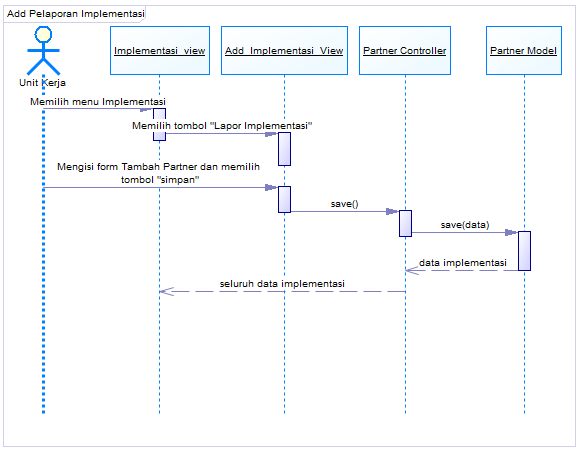 Add Pelaporan Implementasi
Implementasi_view
Add_Implementasi_View
Partner Controller
Partner Model
Unit Kerja
Memilih menu Implementasi
Memilih tombol "Lapor Implementasi"
Mengisi form Tambah Partner dan memilih
tombol "simpan"
save()
save(data)
data implementasi
seluruh data implementasi